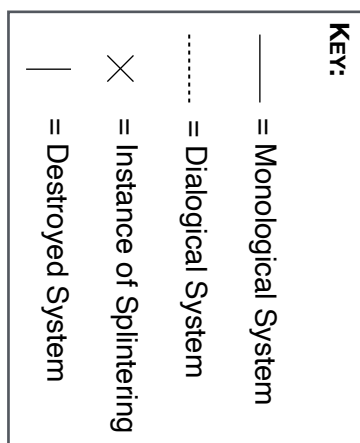 KEY:
= Monological System
= Dialogical System
= Instance of Splintering
= Destroyed System